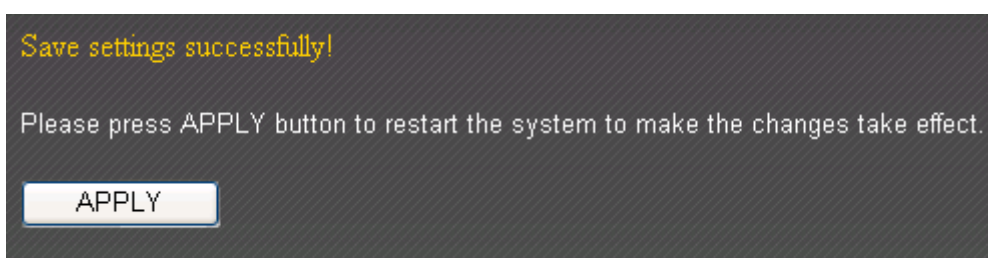 Save settings successfully!
Please press APPLY button to restart the system to make the changes take effect.
APPLY